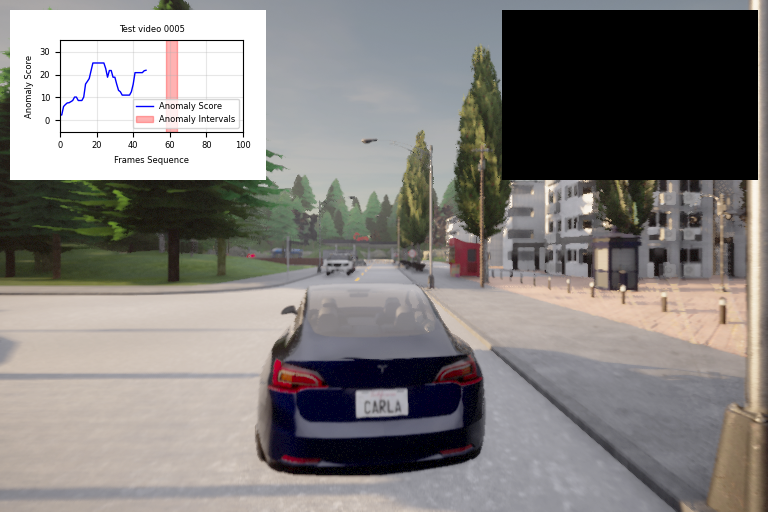 Test video 0005
Anomaly Score
30
20
10
0
Anomaly Score
Anomaly Intervals
0 20 40 60 80 100
Frames Sequence
CARLA